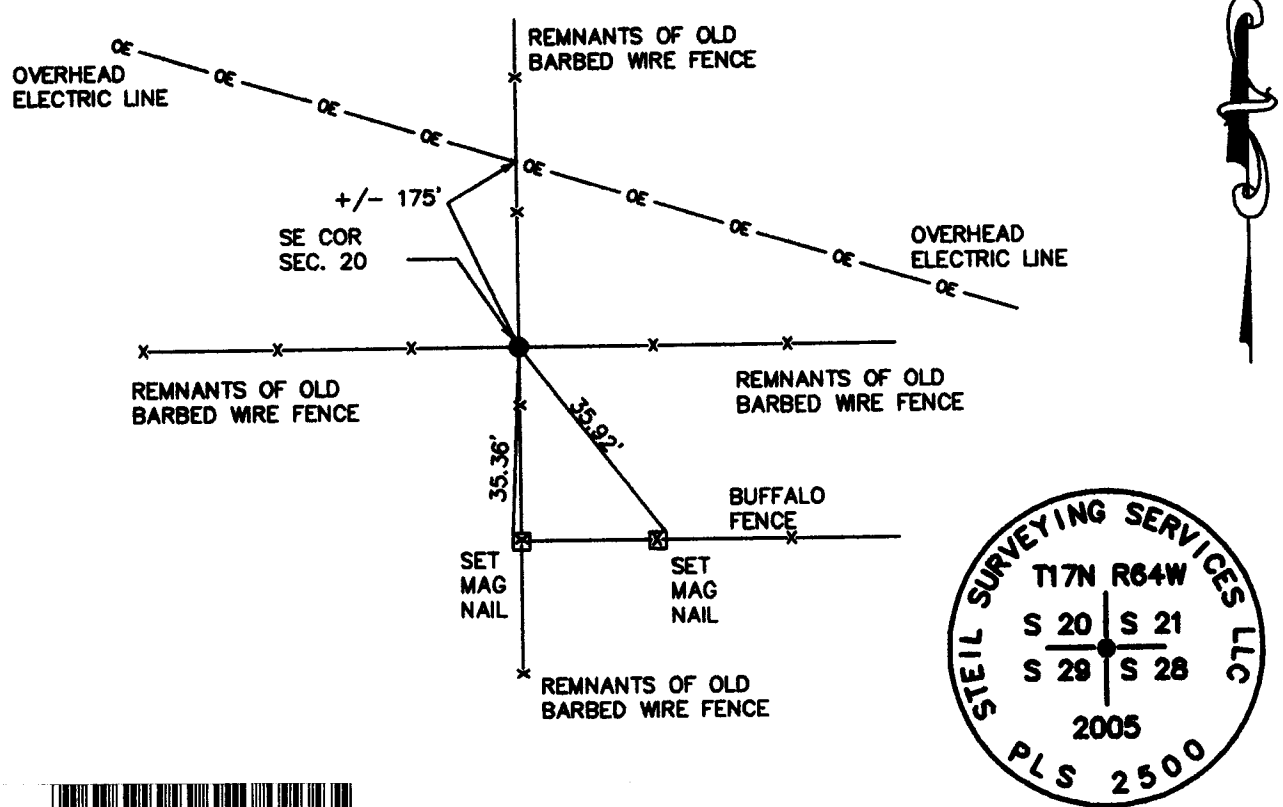 REMNANTS OF OLD
BARBED WIRE FENCE
OE
OVERHEAD
ELECTRIC LINE
OE
OE
OE
OE
+/- 175'
OE
OE
SE COR
SEC. 20
OE
OVERHEAD
ELECTRIC LINE
OE
REMNANTS OF OLD
BARBED WIRE FENCE
REMNANTS OF OLD
BARBED WIRE FENCE
35.36'
35.92'
BUFFALO
FENCE
SET
MAG
NAIL
SET
MAG
NAIL
REMNANTS OF OLD
BARBED WIRE FENCE
STEIL SURVEYING SERVICES LLC
T17N R64W
S 20 S 21
S 29 S 28
2005
PLS 2500